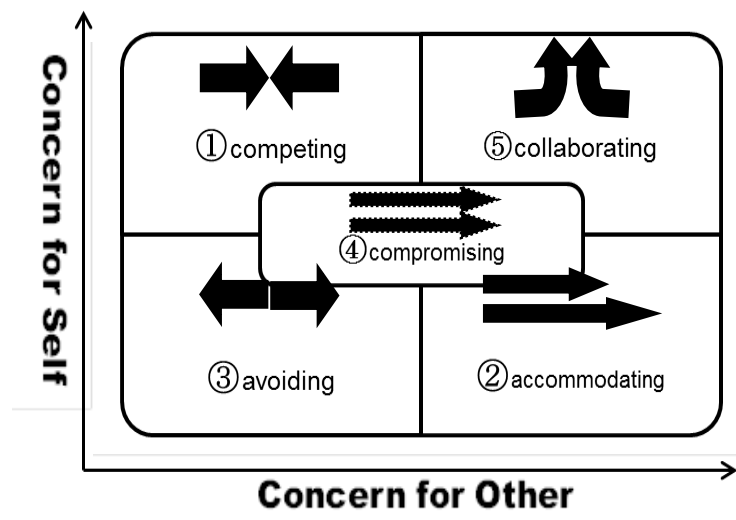 Concern for Self
①competing
⑤collaborating
④compromising
③avoiding
②accommodating
Concern for Other